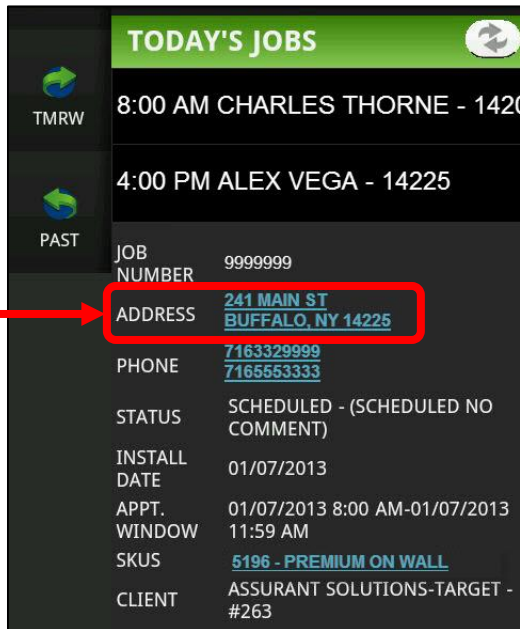 TODAY'S JOBS
TMRW
8:00 AM CHARLES THORNE - 1420
4:00 PM ALEX VEGA - 14225
PAST
JOB NUMBER 9999999
ADDRESS 241 MAIN ST
BUFFALO, NY 14225
PHONE 7163329999
7165553333
STATUS SCHEDULED - (SCHEDULED NO
COMMENT)
INSTALL DATE 01/07/2013
APPT. WINDOW 01/07/2013 8:00 AM-01/07/2013
11:59 AM
SKUS 5196 - PREMIUM ON WALL
CLIENT ASSURANT SOLUTIONS-TARGET -
#263